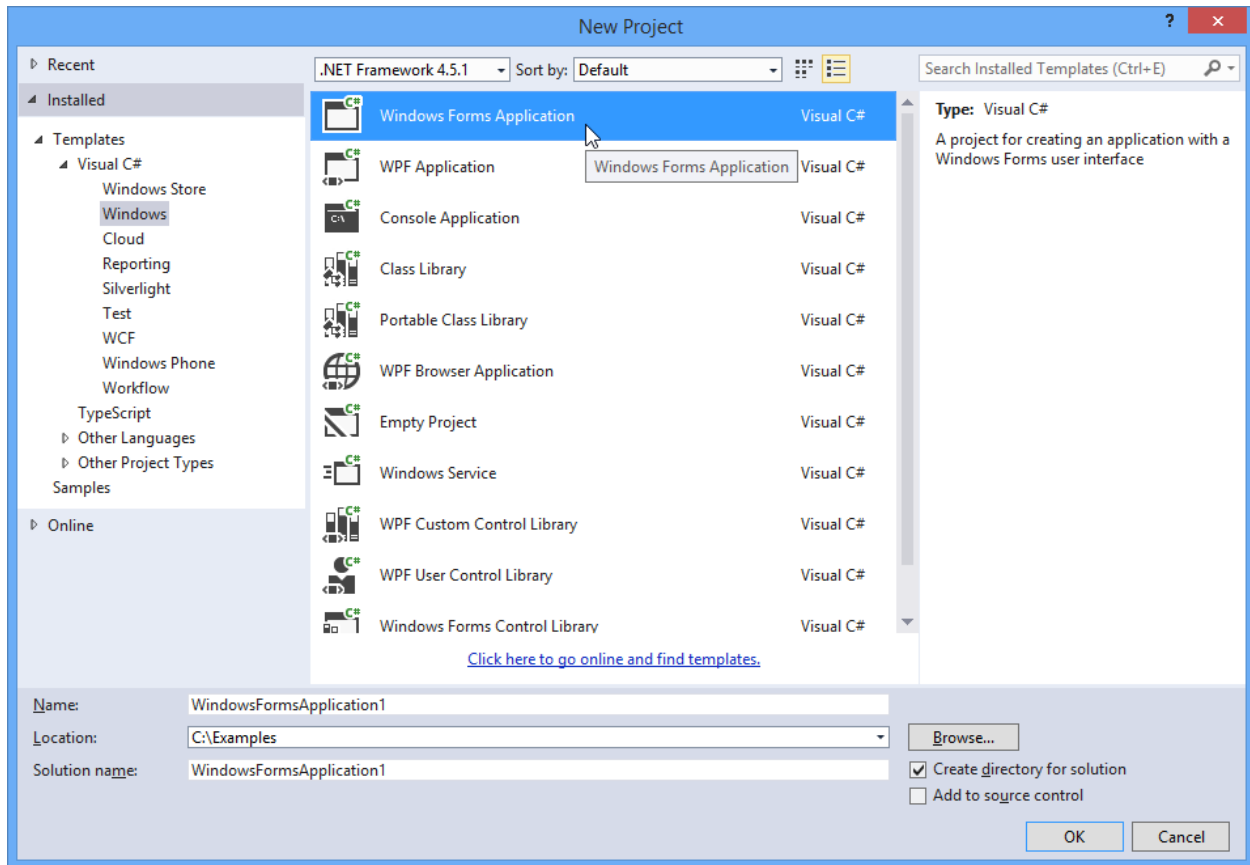 New Project
?
Recent
Installed
Templates
Visual C#
Windows Store
Windows
Cloud
Reporting
Silverlight
Test
WCF
Windows Phone
Workflow
TypeScript
Other Languages
Other Project Types
Samples
Online
.NET Framework 4.5.1 Sort by: Default
Windows Forms Application Visual C#
WPF Application Visual C#
Windows Forms Application
Console Application Visual C#
Class Library Visual C#
Portable Class Library Visual C#
WPF Browser Application Visual C#
Empty Project Visual C#
Windows Service Visual C#
WPF Custom Control Library Visual C#
WPF User Control Library Visual C#
Windows Forms Control Library Visual C#
Click here to go online and find templates.
Search Installed Templates (Ctrl+E)
Type: Visual C#
A project for creating an application with a
Windows Forms user interface
Name: WindowsFormsApplication1
Location: C:\Examples
Browse...
Solution name: WindowsFormsApplication1
Create directory for solution
Add to source control
OK Cancel